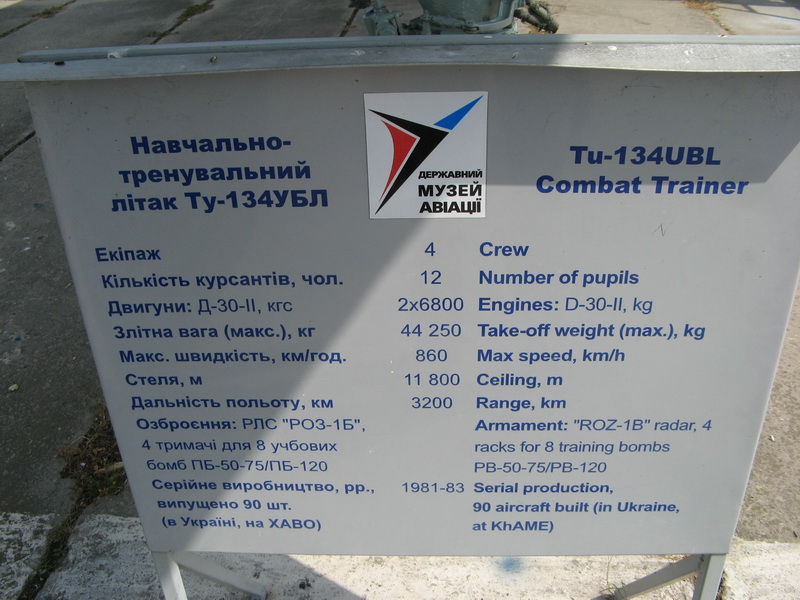 Навчально-
тренувальний
літак Ту-134УБЛ
ДЕРЖАВНИЙ
МУЗЕЙ
АВІАЦІЇ
Tu-134UBL
Combat Trainer
Екіпаж 4 Crew
Кількість курсантів, чол. 12 Number of pupils
Двигуни: Д-30-ІІ, кгс 2х6800 Engines: D-30-II, kg
Злітна вага (макс.), кг 44 250 Take-off weight (max.), kg
Макс. швидкість, км/год. 860 Max speed, km/h
Стеля, м 11 800 Ceiling, m
Дальність польоту, км 3200 Range, km
Озброєння: РЛС "РОЗ-1Б",
4 тримачі для 8 учбових
бомб ПБ-50-75/ПБ-120
Armament: "ROZ-1B" radar, 4
racks for 8 training bombs
PB-50-75/PB-120
Серійне виробництво, рр., 1981-83 Serial production,
випущено 90 шт. 90 aircraft built (in Ukraine,
(в Україні, на ХАВО) at KhAME)